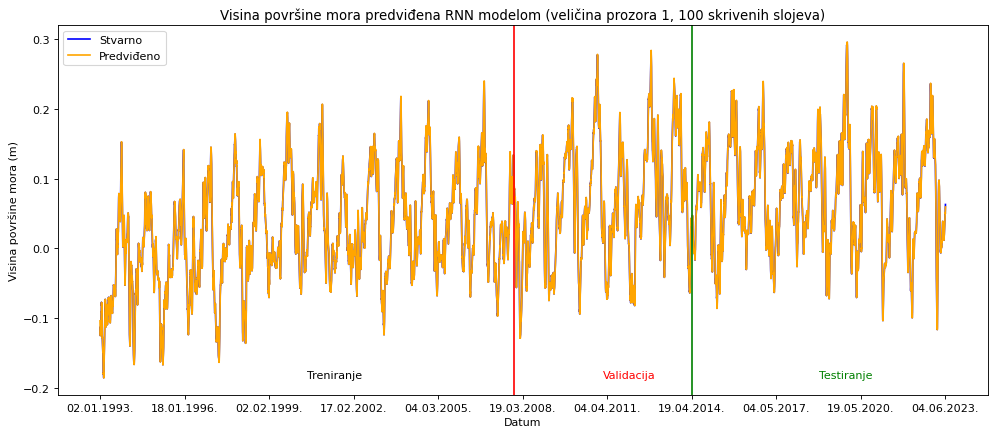 Visina površine mora predviđena RNN modelom (veličina prozora 1, 100 skrivenih slojeva)
Stvarno
Predviđeno
Visina površine mora (m)
0.3
0.2
0.1
0.0
−0.1
−0.2
Treniranje
Validacija
Testiranje
02.01.1993.
18.01.1996.
02.02.1999.
17.02.2002.
04.03.2005.
19.03.2008.
04.04.2011.
19.04.2014.
04.05.2017.
19.05.2020.
04.06.2023.
Datum